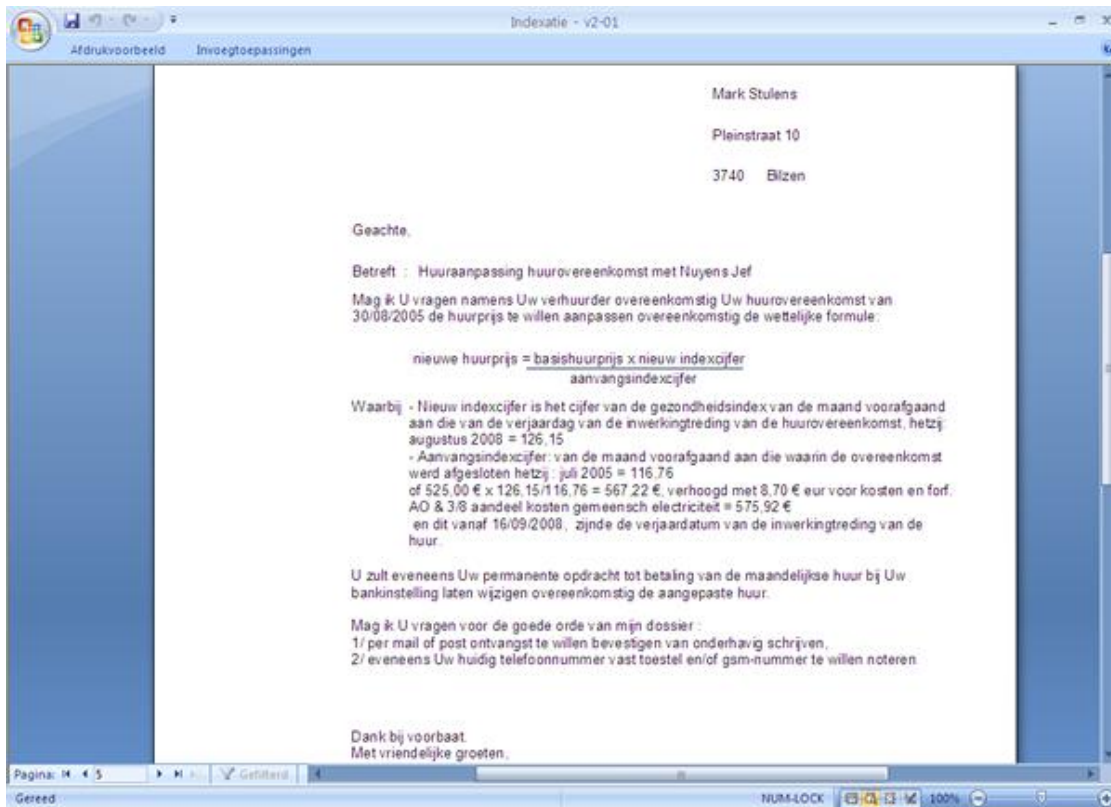 Indexatie - v2-01
Afdrukvoorbeeld Invoegtoepassingen
Mark Stulens
Pleinstraat 10
3740 Bilzen
Geachte,
Betreft : Huuraanpassing huurovereenkomst met Nuyens Jef
Mag ik U vragen namens Uw verhuurder overeenkomstig Uw huurovereenkomst van
30/08/2005 de huurprijs te willen aanpassen overeenkomstig de wettelijke formule:
nieuwe huurprijs = basishuurprijs x nieuw indexcijfer
aanvangsindexcijfer
Waarbij - Nieuw indexcijfer is het cijfer van de gezondheidsindex van de maand voorafgaand
aan die van de verjaardag van de inwerkingtreding van de huurovereenkomst, hetzij:
augustus 2008 = 126,15
- Aanvangsindexcijfer: van de maand voorafgaand aan die waarin de overeenkomst
werd afgesloten hetzij : juli 2005 = 116,76
of 525,00 € x 126,15/116,76 = 567,22 €, verhoogd met 8,70 € eur voor kosten en forf.
AO & 3/8 aandeel kosten gemeensch electriciteit = 575,92 €
en dit vanaf 16/09/2008, zijnde de verjaardatum van de inwerkingtreding van de
huur.
U zult eveneens Uw permanente opdracht tot betaling van de maandelijkse huur bij Uw
bankinstelling laten wijzigen overeenkomstig de aangepaste huur.
Mag ik U vragen voor de goede orde van mijn dossier :
1/ per mail of post ontvangst te willen bevestigen van onderhavig schrijven,
2/ eveneens Uw huidig telefoonnummer vast toestel en/of gsm-nummer te willen noteren
Dank bij voorbaat.
Met vriendelijke groeten,
Pagina: 5 Gefilterd
Gereed NUM-LOCK 100%